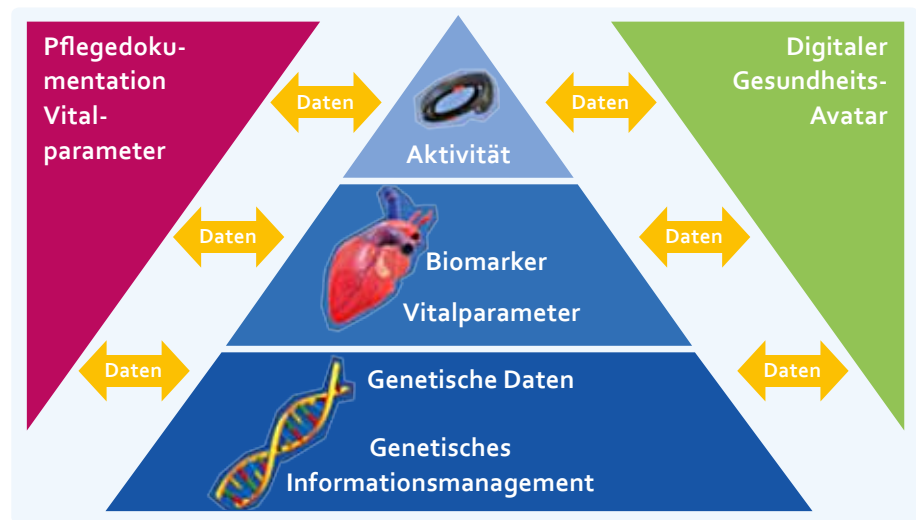 Pflegedoku-
mentation
Vital-
parameter
Digitaler
Gesundheits-
Avatar
Daten
Daten
Aktivität
Daten
Daten
Biomarker
Vitalparameter
Daten
Daten
Genetische Daten
Genetisches
Informationsmanagement